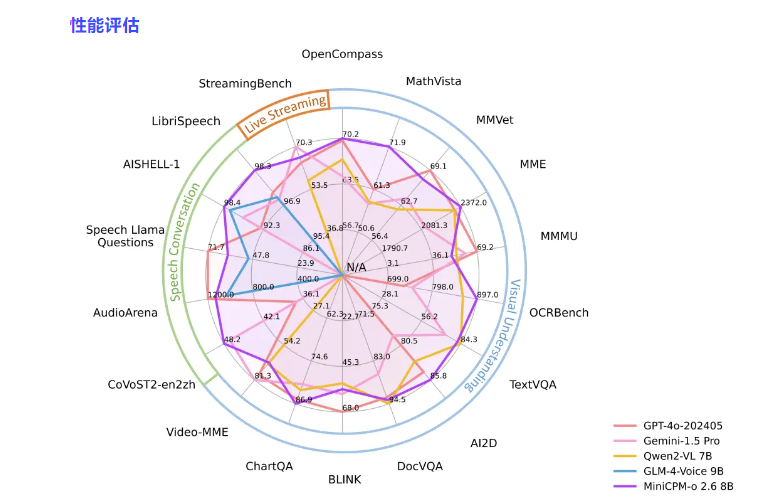 性能评估
OpenCompass
StreamingBench
MathVista
Live Streaming
LibriSpeech
MMVet
AISHELL-1
MME
Speech Conversation
Speech Llama
Questions
MMMU
Visual Understanding
AudioArena
OCRBench
CoVoST2-en2zh
TextVQA
Video-MME
AI2D
ChartQA
DocVQA
BLINK
70.2
70.3
71.9
98.3
69.1
63.5
53.5
61.3
98.4
96.9
62.7
2372.0
92.3
36.8
56.7
50.6
2081.3
95.4
56.4
71.7
86.1
1790.7
69.2
47.8
23.9
N/A
3.1
36.1
400.0
699.0
800.0
798.0
1200.0
36.1
28.1
897.0
27.1
75.3
42.1
62.3
22.7
71.5
56.2
48.2
54.2
80.5
84.3
74.6
45.3
83.0
81.3
85.8
86.9
68.0
94.5
GPT-4o-202405
Gemini-1.5 Pro
Qwen2-VL 7B
GLM-4-Voice 9B
MiniCPM-o 2.6 8B